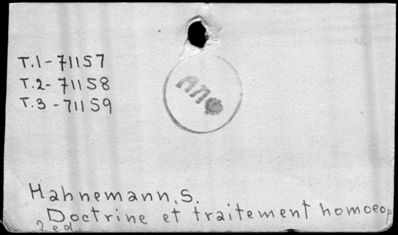 T.1-71157
T.2-71158
T.3-71159
Hahnemann, S.
Doctrine et traitement homoeop
2 ed.